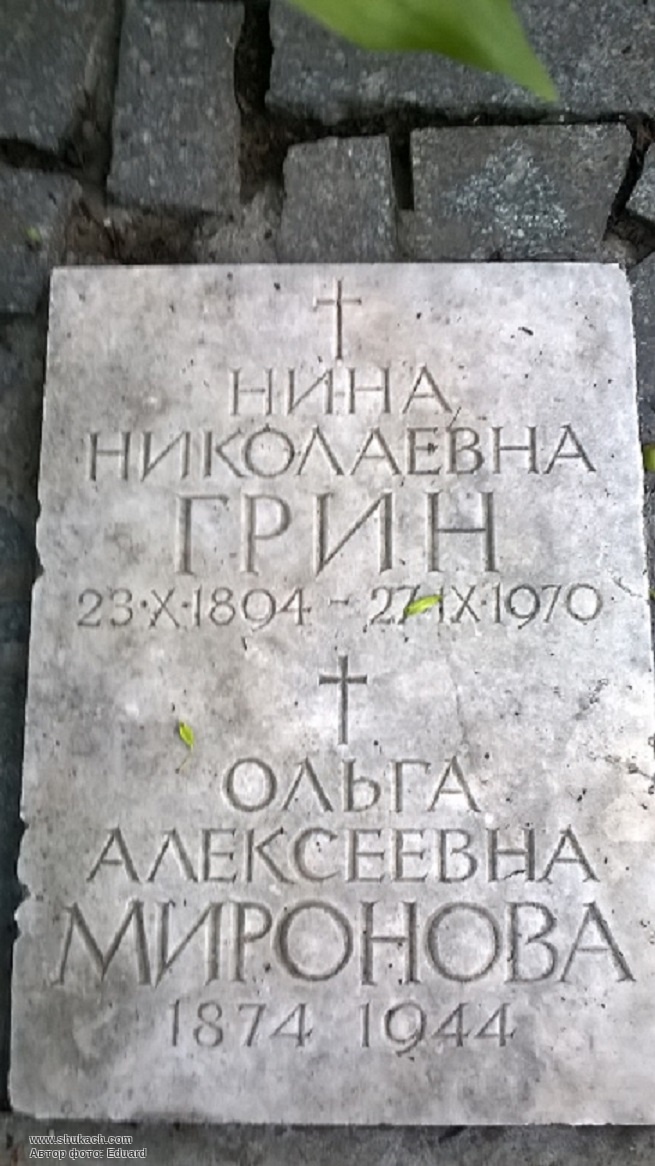 НИНА
НИКОЛАЕВНА
ГРИН
23·X·1894 - 27·IX·1970
ОЛЬГА
АЛЕКСЕЕВНА
МИРОНОВА
1874 1944
www.shukach.com
Автор фото: Eduard